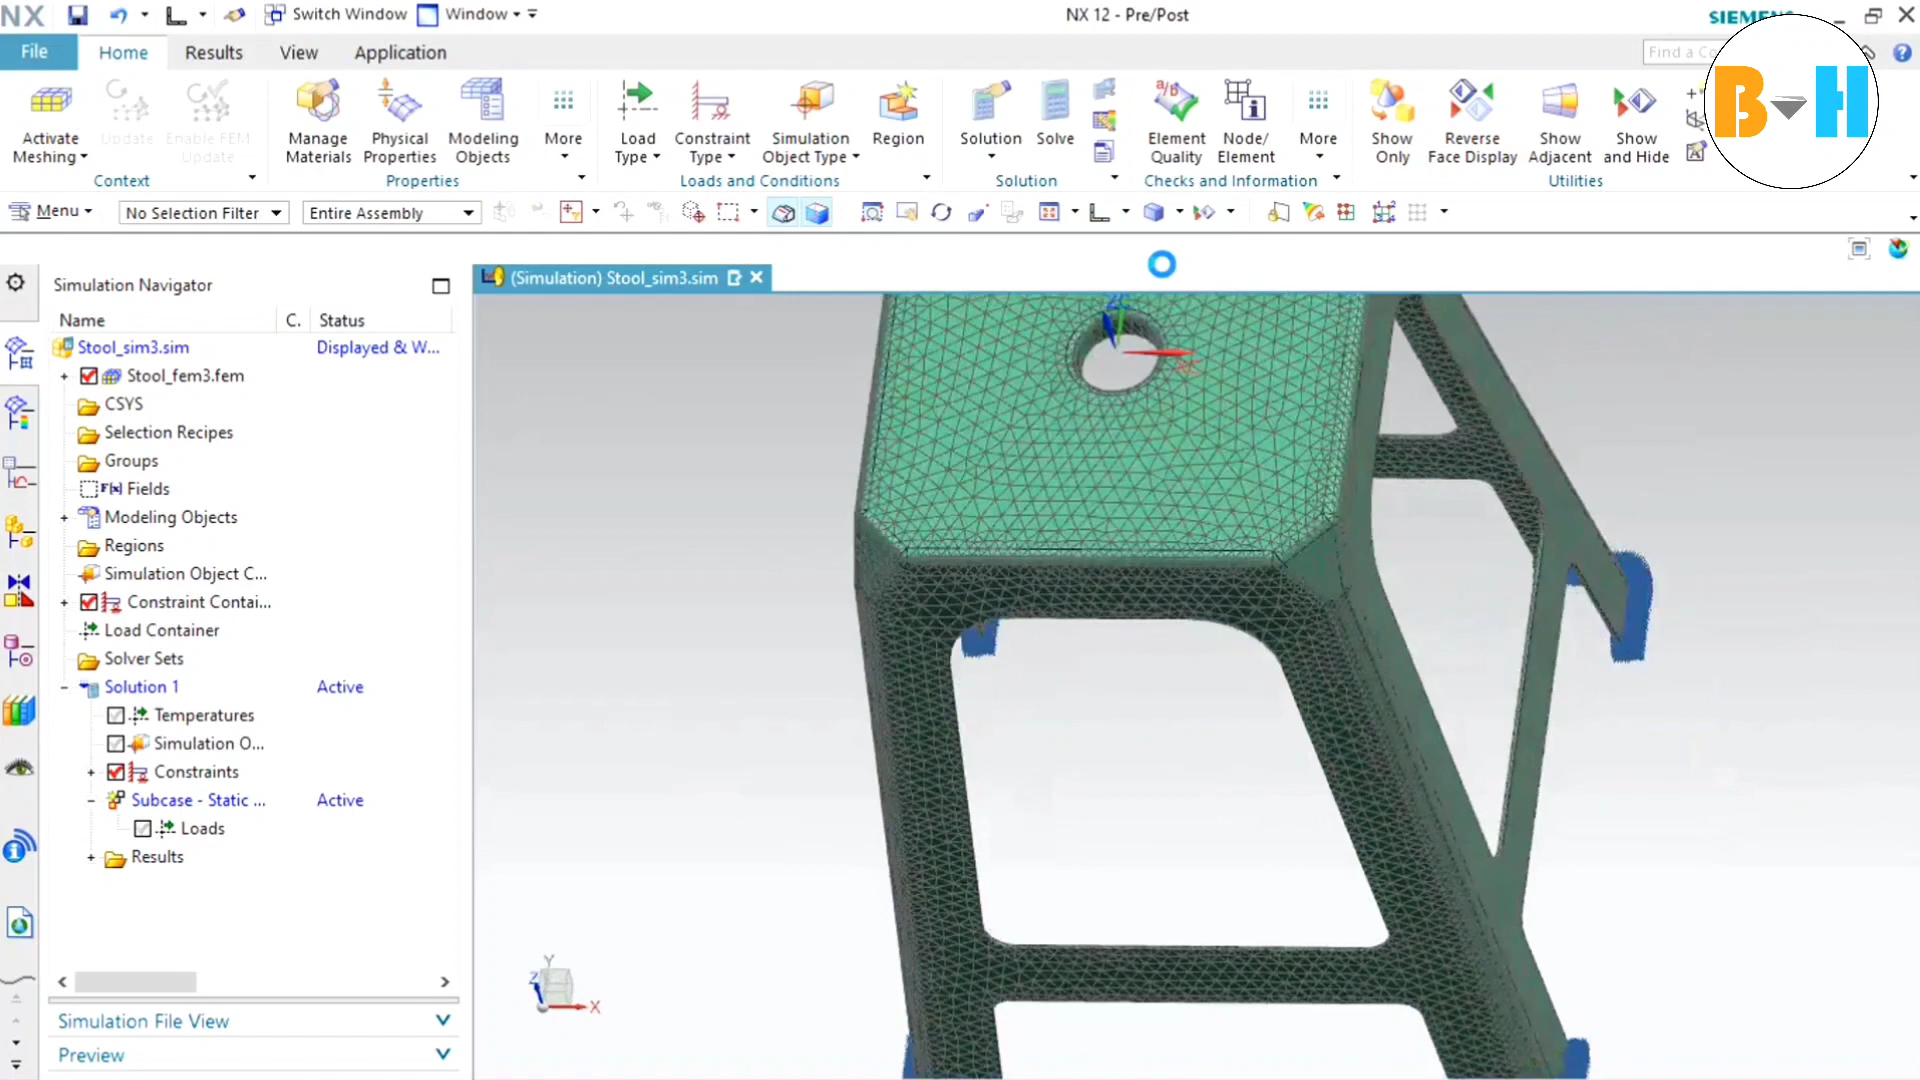 NX
Switch Window
Window
NX 12 - Pre/Post
SIEMENS
File
Home
Results
View
Application
Find a Co
B H
Activate Meshing
Update
Enable FEM Update
Manage Materials
Physical Properties
Modeling Objects
More
Load Type
Constraint Type
Simulation Object Type
Region
Solution
Solve
Element Quality
Node/ Element
More
Show Only
Reverse Face Display
Show Adjacent
Show and Hide
Context
Properties
Loads and Conditions
Solution
Checks and Information
Utilities
Menu
No Selection Filter
Entire Assembly
Simulation Navigator
(Simulation) Stool_sim3.sim
Name
C.
Status
Stool_sim3.sim
Displayed & W...
Stool_fem3.fem
CSYS
Selection Recipes
Groups
F(x) Fields
Modeling Objects
Regions
Simulation Object C...
Constraint Contai...
Load Container
Solver Sets
Solution 1
Active
Temperatures
Simulation O...
Constraints
Subcase - Static ...
Active
Loads
Results
Simulation File View
Preview
XC
Y
Z
X